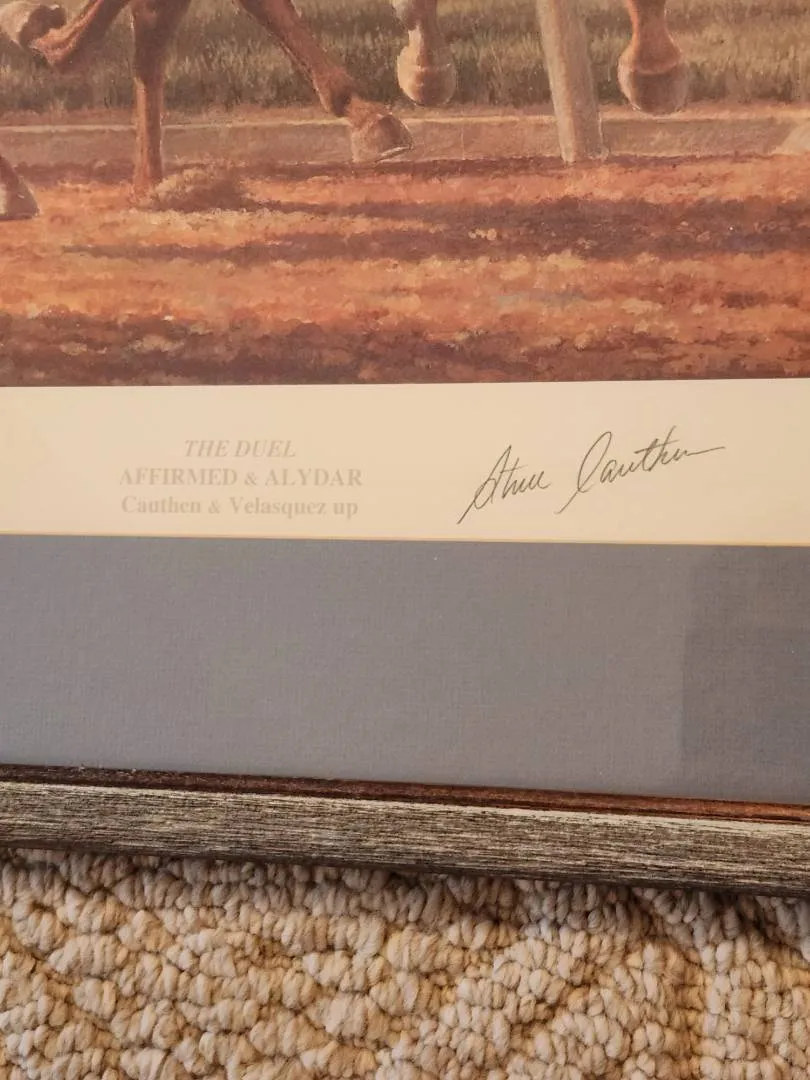 THE DUEL
AFFIRMED & ALYDAR
Cauthen & Velasquez up
Steve Cauthen